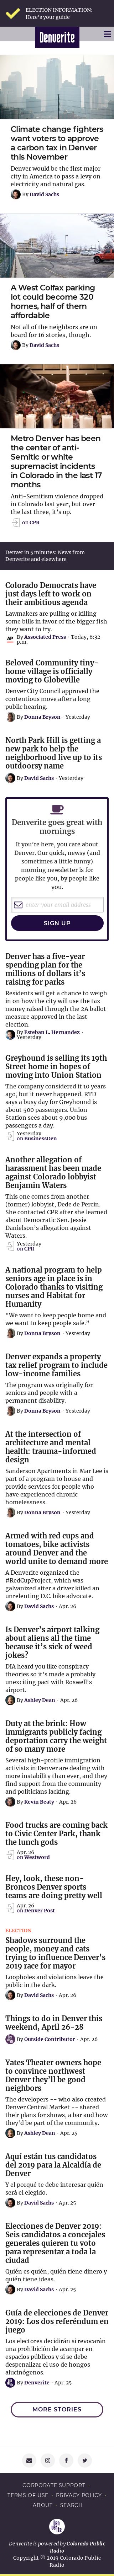 ELECTION INFORMATION:
Here's your guide
Denverite
Climate change fighters
want voters to approve
a carbon tax in Denver
this November
Denver would be the first major
city in America to pass a levy on
electricity and natural gas.
By David Sachs
A West Colfax parking
lot could become 320
homes, half of them
affordable
Not all of the neighbors are on
board for 16 stories, though.
By David Sachs
Metro Denver has been
the center of anti-
Semitic or white
supremacist incidents
in Colorado in the last 17
months
Anti-Semitism violence dropped
in Colorado last year, but over
the last three, it's up.
on CPR
Denver in 5 minutes: News from
Denverite and elsewhere
Colorado Democrats have
just days left to work on
their ambitious agenda
Lawmakers are pulling or killing
some bills in favor of the bigger fish
they want to fry.
AP
By Associated Press · Today, 6:32
p.m.
Beloved Community tiny-
home village is officially
moving to Globeville
Denver City Council approved the
contentious move after a long
public hearing.
By Donna Bryson · Yesterday
North Park Hill is getting a
new park to help the
neighborhood live up to its
outdoorsy name
By David Sachs · Yesterday
Denverite goes great with
mornings
If you're here, you care about
Denver. Our quick, newsy (and
sometimes a little funny)
morning newsletter is for
people like you, by people like
you.
enter your email address
SIGN UP
Denver has a five-year
spending plan for the
millions of dollars it's
raising for parks
Residents will get a chance to weigh
in on how the city will use the tax
money raised through the 2A ballot
measure approved in the last
election.
By Esteban L. Hernandez ·
Yesterday
Greyhound is selling its 19th
Street home in hopes of
moving into Union Station
The company considered it 10 years
ago, but it never happened. RTD
says a busy day for Greyhound is
about 500 passengers. Union
Station sees about 9,000 bus
passengers a day.
Yesterday
on BusinessDen
Another allegation of
harassment has been made
against Colorado lobbyist
Benjamin Waters
This one comes from another
(former) lobbyist, Dede de Percin.
She contacted CPR after she learned
about Democratic Sen. Jessie
Danielson's allegation against
Waters.
Yesterday
on CPR
A national program to help
seniors age in place is in
Colorado thanks to visiting
nurses and Habitat for
Humanity
"We want to keep people home and
we want to keep people safe."
By Donna Bryson · Yesterday
Denver expands a property
tax relief program to include
low-income families
The program was originally for
seniors and people with a
permanent disability.
By Donna Bryson · Yesterday
At the intersection of
architecture and mental
health: trauma-informed
design
Sanderson Apartments in Mar Lee is
part of a program to house and
provide services for people who
have experienced chronic
homelessness.
By Donna Bryson · Yesterday
Armed with red cups and
tomatoes, bike activists
around Denver and the
world unite to demand more
A Denverite organized the
#RedCupProject, which was
galvanized after a driver killed an
unrelenting D.C. bike advocate.
By David Sachs · Apr. 26
Is Denver's airport talking
about aliens all the time
because it's sick of weed
jokes?
DIA heard you like conspiracy
theories so it's made a probably
unexciting pact with Roswell's
airport.
By Ashley Dean · Apr. 26
Duty at the brink: How
immigrants publicly facing
deportation carry the weight
of so many more
Several high-profile immigration
activists in Denver are dealing with
more instability than ever, and they
find support from the community
and politicians lacking.
By Kevin Beaty · Apr. 26
Food trucks are coming back
to Civic Center Park, thank
the lunch gods
Apr. 26
on Westword
Hey, look, these non-
Broncos Denver sports
teams are doing pretty well
Apr. 26
on Denver Post
ELECTION
Shadows surround the
people, money and cats
trying to influence Denver's
2019 race for mayor
Loopholes and violations leave the
public in the dark.
By David Sachs · Apr. 26
Things to do in Denver this
weekend, April 26-28
By Outside Contributor · Apr. 26
Yates Theater owners hope
to convince northwest
Denver they'll be good
neighbors
The developers -- who also created
Denver Central Market -- shared
their plans for shows, a bar and how
they'd be part of the community.
By Ashley Dean · Apr. 25
Aquí están tus candidatos
del 2019 para la Alcaldía de
Denver
Y el porqué te debe interesar quién
será el elegido.
By David Sachs · Apr. 25
Elecciones de Denver 2019:
Seis candidatos a concejales
generales quieren tu voto
para representar a toda la
ciudad
Quién es quién, quién tiene dinero y
quién tiene ideas.
By David Sachs · Apr. 25
Guía de elecciones de Denver
2019: Los dos referéndum en
juego
Los electores decidirán si revocarán
una prohibición de acampar en
espacios públicos y si se debe
despenalizar el uso de hongos
alucinógenos.
By Denverite · Apr. 25
MORE STORIES
CORPORATE SUPPORT ·
TERMS OF USE · PRIVACY POLICY ·
ABOUT · SEARCH
Denverite is powered by Colorado Public
Radio
Copyright © 2019 Colorado Public
Radio